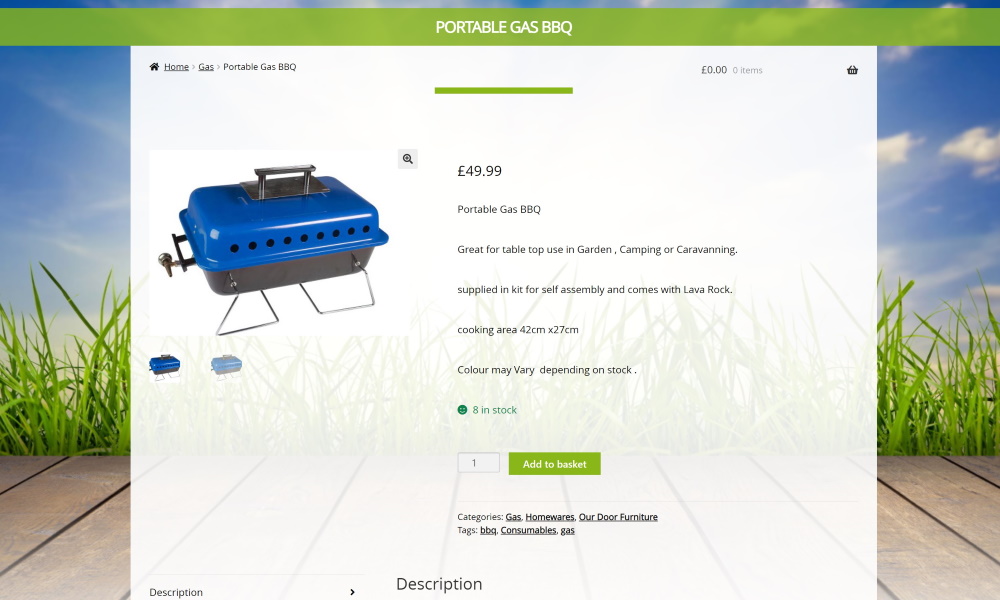 PORTABLE GAS BBQ
Home > Gas > Portable Gas BBQ
£0.00 0 items
£49.99
Portable Gas BBQ
Great for table top use in Garden , Camping or Caravanning.
supplied in kit for self assembly and comes with Lava Rock.
cooking area 42cm x27cm
Colour may Vary depending on stock .
8 in stock
1
Add to basket
Categories: Gas, Homewares, Our Door Furniture
Tags: bbq, Consumables, gas
Description
Description